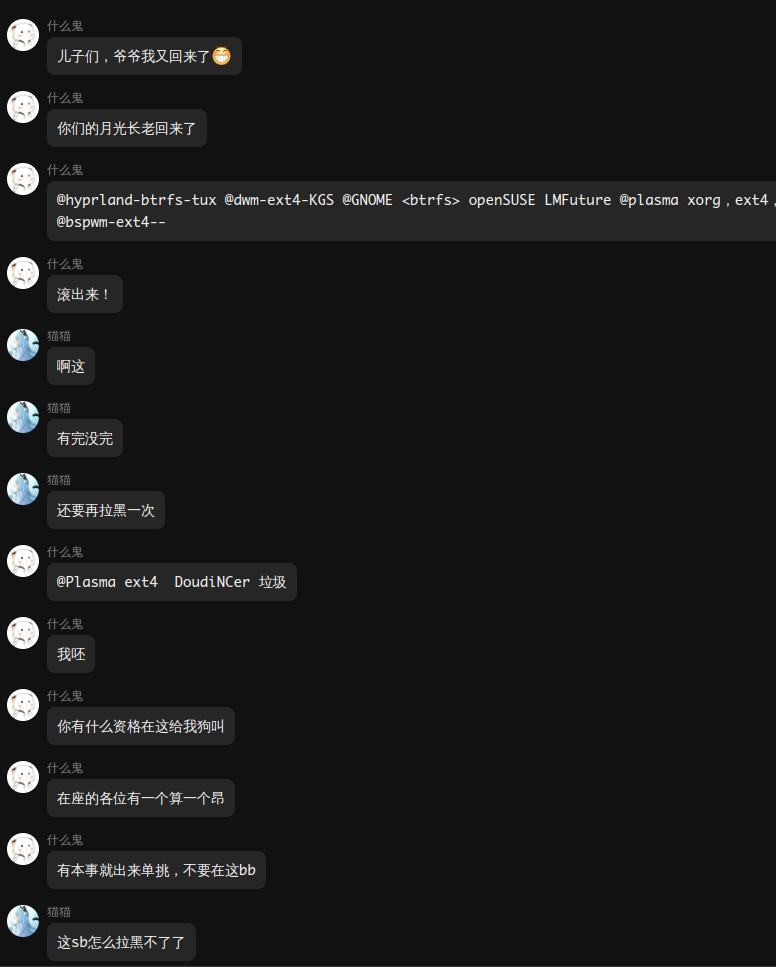 什么鬼
儿子们，爷爷我又回来了😁
什么鬼
你们的月光长老回来了
什么鬼
@hyprland-btrfs-tux @dwm-ext4-KGS @GNOME <btrfs> openSUSE LMFuture @plasma xorg，ext4，
@bspwm-ext4--
什么鬼
滚出来！
猫猫
啊这
猫猫
有完没完
猫猫
还要再拉黑一次
什么鬼
@Plasma ext4  DoudiNCer 垃圾
什么鬼
我呸
什么鬼
你有什么资格在这给我狗叫
什么鬼
在座的各位有一个算一个昂
什么鬼
有本事就出来单挑，不要在这bb
猫猫
这sb怎么拉黑不了了